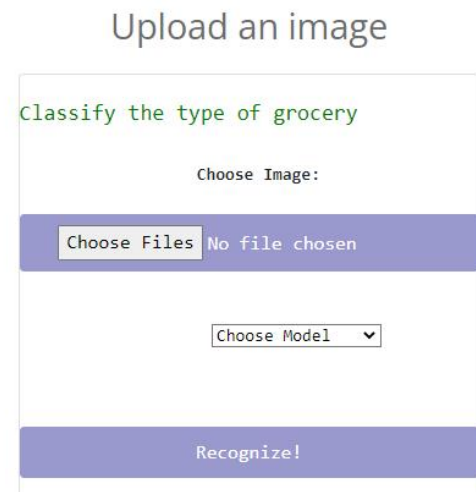 Upload an image
Classify the type of grocery
Choose Image:
Choose Files No file chosen
Choose Model
Recognize!